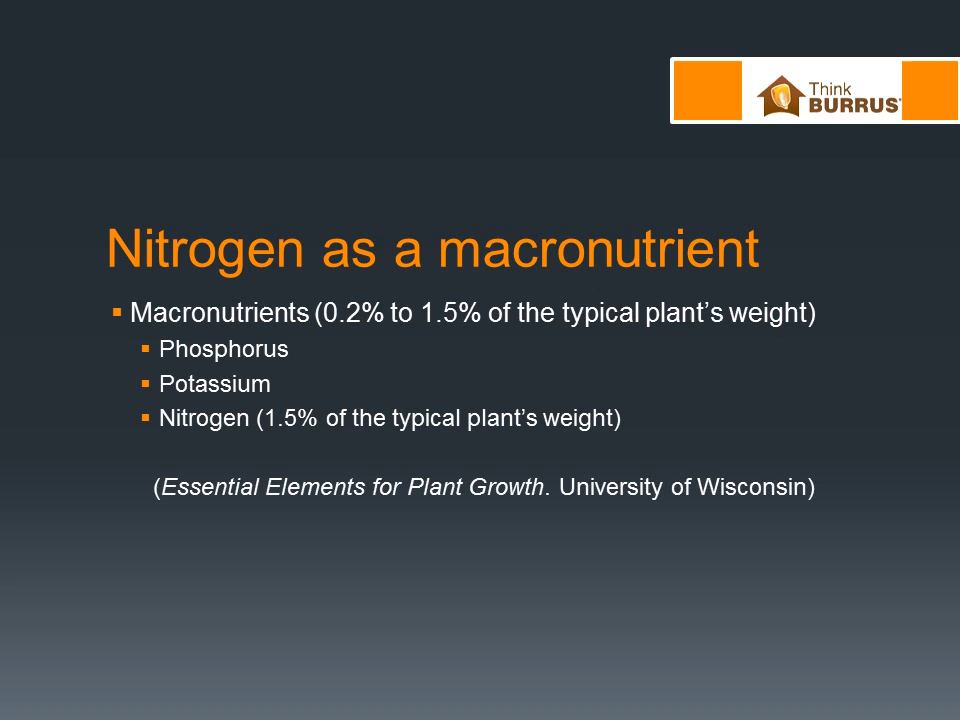 Think
BURRUS
Nitrogen as a macronutrient
▪ Macronutrients (0.2% to 1.5% of the typical plant’s weight)
▪ Phosphorus
▪ Potassium
▪ Nitrogen (1.5% of the typical plant’s weight)
(Essential Elements for Plant Growth. University of Wisconsin)